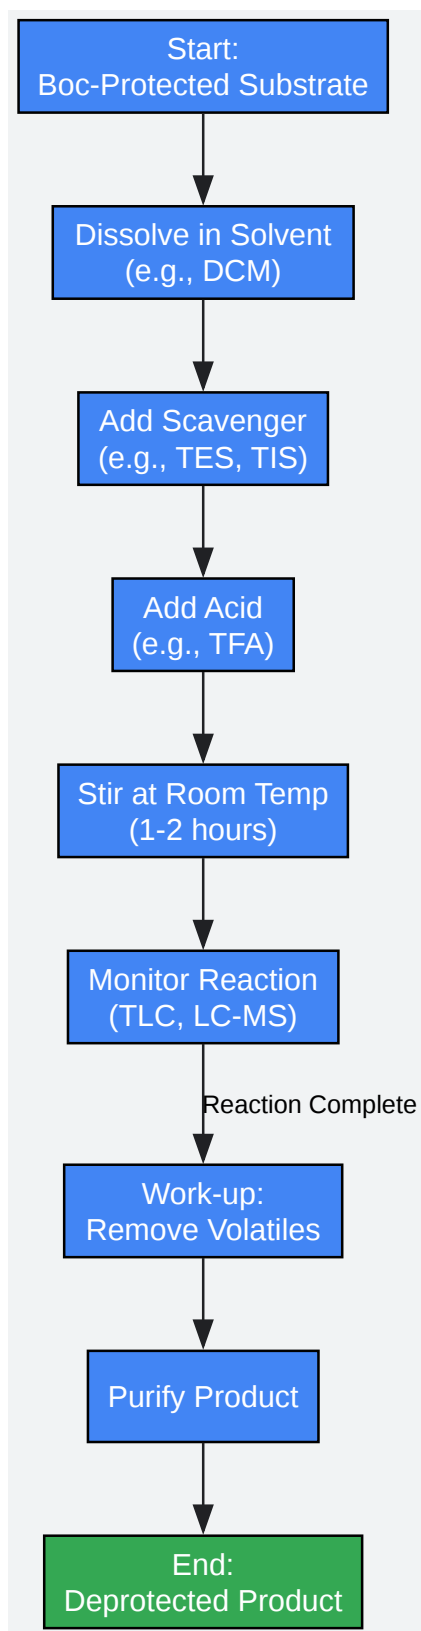 Start:
Boc-Protected Substrate
Dissolve in Solvent
(e.g., DCM)
Add Scavenger
(e.g., TES, TIS)
Add Acid
(e.g., TFA)
Stir at Room Temp
(1-2 hours)
Monitor Reaction
(TLC, LC-MS)
Reaction Complete
Work-up:
Remove Volatiles
Purify Product
End:
Deprotected Product